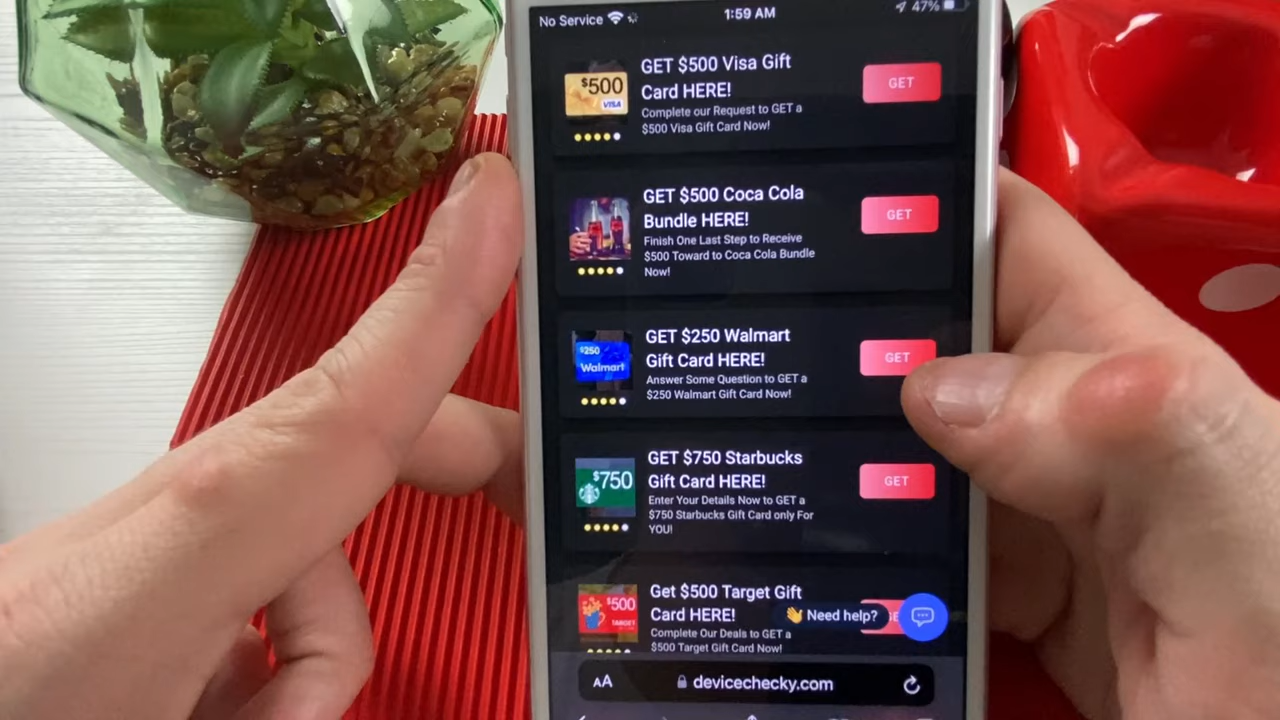 No Service 1:59 AM 47%
GET $500 Visa Gift
Card HERE!
Complete our Request to GET a
$500 Visa Gift Card Now!
GET
$500
VISA
GET $500 Coca Cola
Bundle HERE!
Finish One Last Step to Receive
$500 Toward to Coca Cola Bundle
Now!
GET
GET $250 Walmart
Gift Card HERE!
Answer Some Question to GET a
$250 Walmart Gift Card Now!
GET
$250
Walmart
GET $750 Starbucks
Gift Card HERE!
Enter Your Details Now to GET a
$750 Starbucks Gift Card only For
YOU!
GET
$750
Get $500 Target Gift
Card HERE!
Complete Our Deals to GET a
$500 Target Gift Card Now!
$500
TARGET
👋 Need help?
AA devicechecky.com